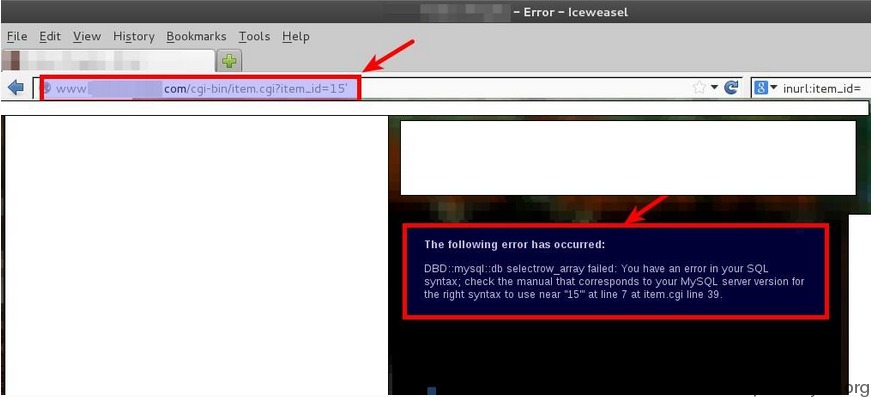 – Error – Iceweasel
File Edit View History Bookmarks Tools Help
www. com/cgi-bin/item.cgi?item_id=15' inurl:item_id=
The following error has occurred:
DBD::mysql::db selectrow_array failed: You have an error in your SQL
syntax; check the manual that corresponds to your MySQL server version for
the right syntax to use near "15'" at line 7 at item.cgi line 39.
org